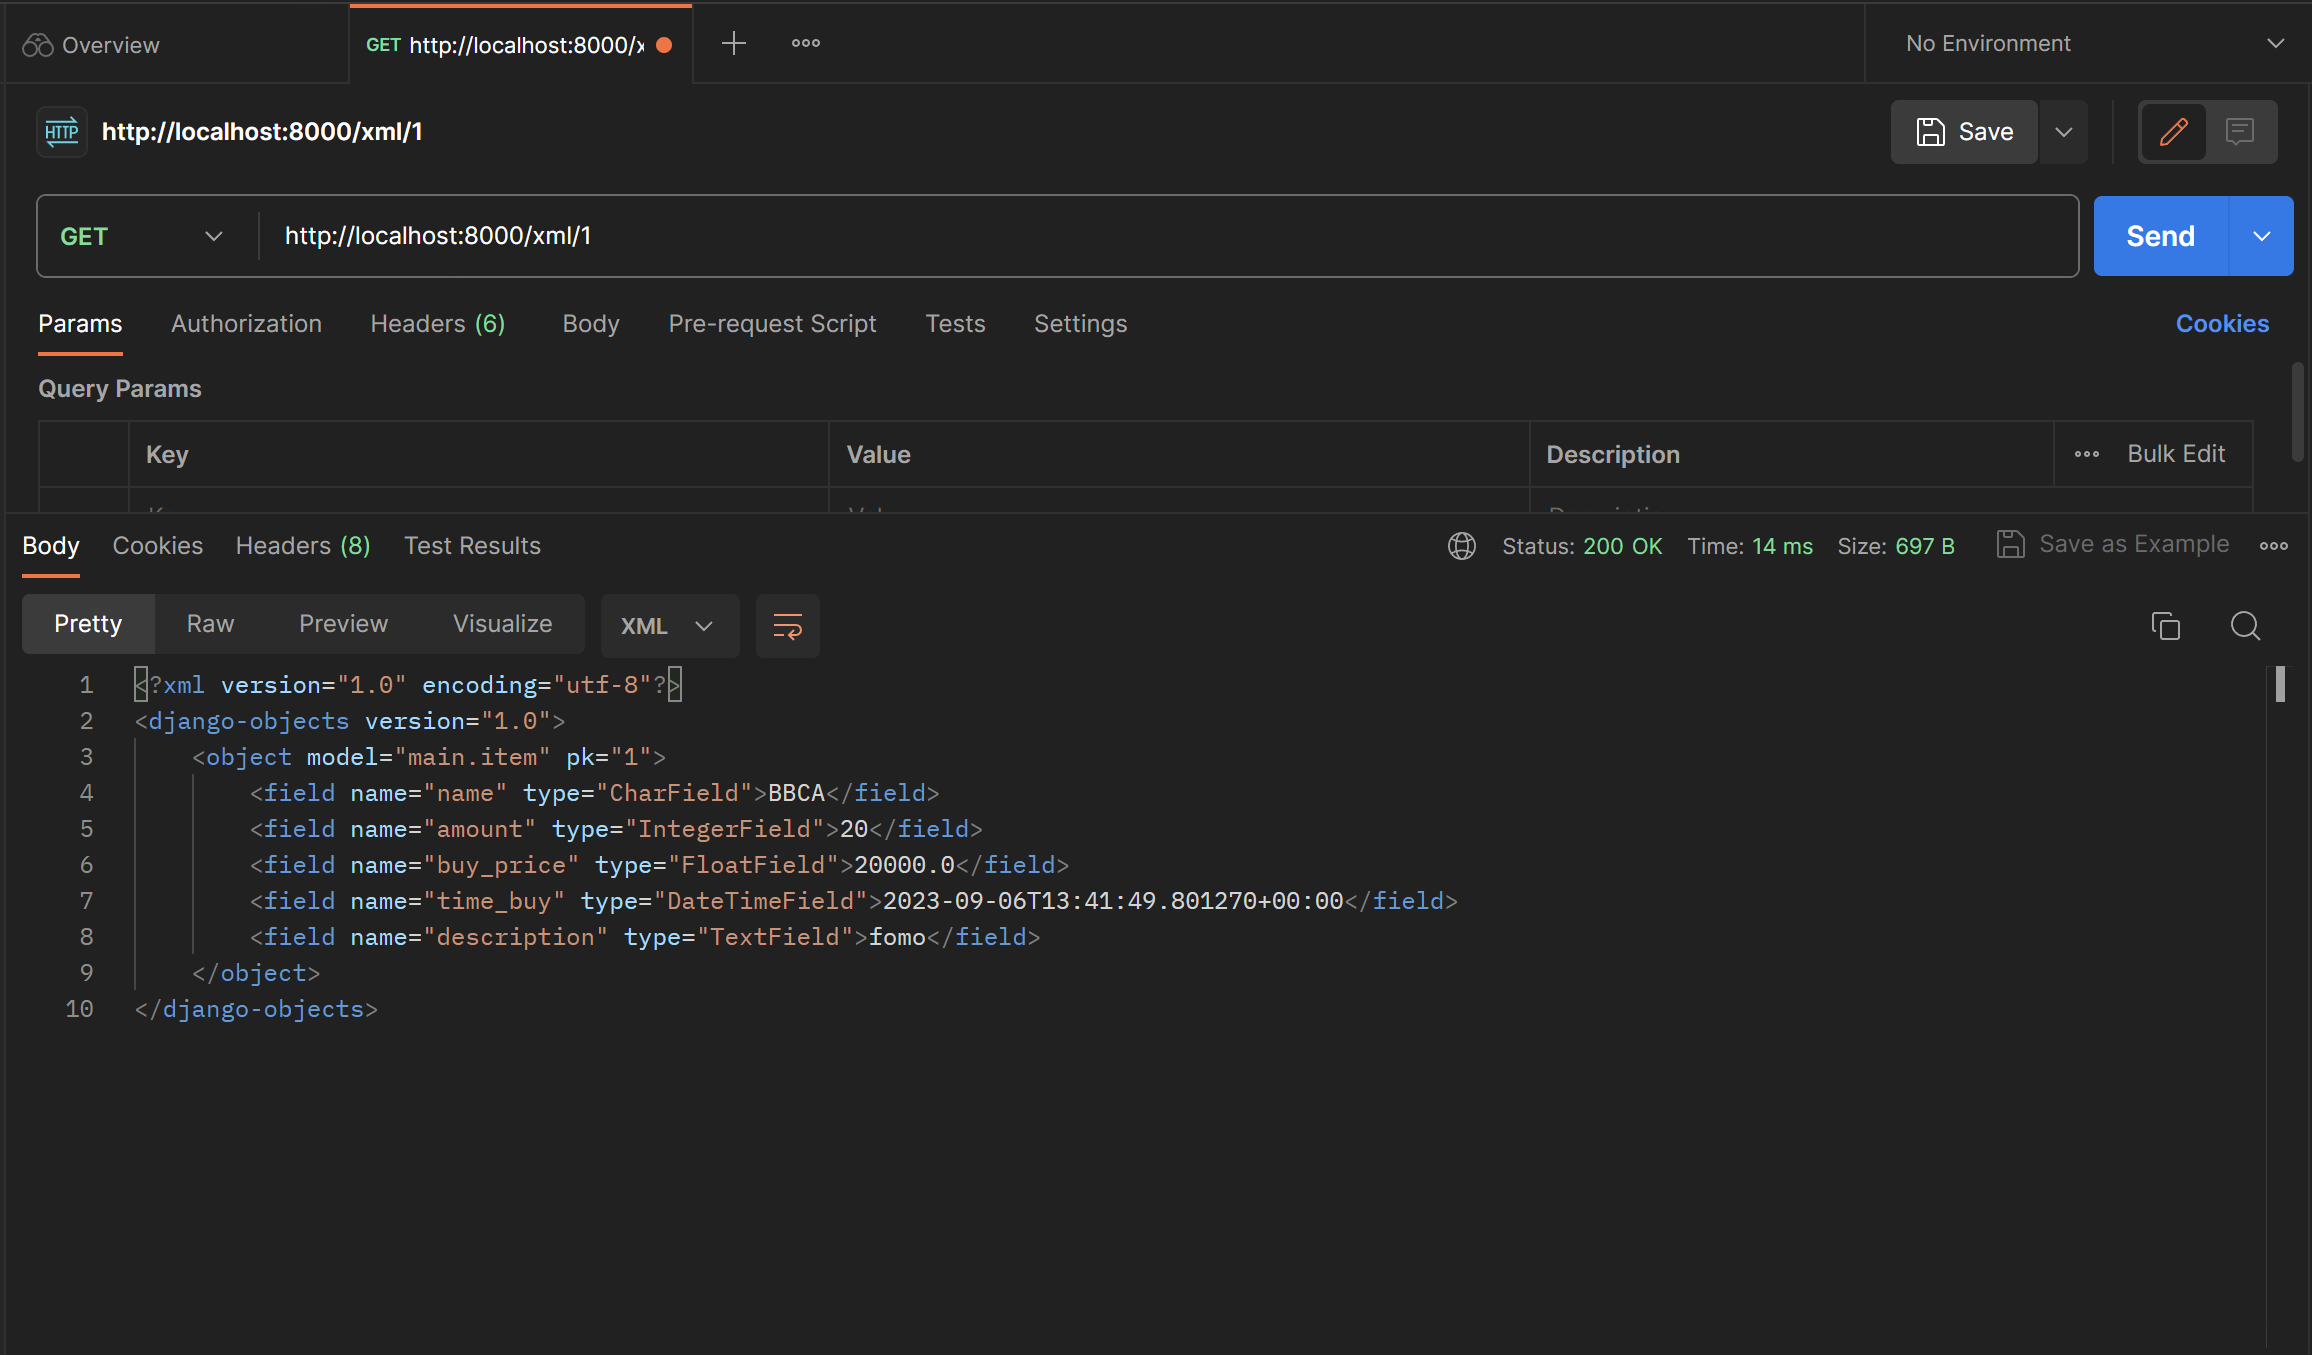 Overview
GET http://localhost:8000/x
No Environment
HTTP http://localhost:8000/xml/1
Save
GET http://localhost:8000/xml/1
Send
Params Authorization Headers (6) Body Pre-request Script Tests Settings Cookies
Query Params
Key Value Description Bulk Edit
Body Cookies Headers (8) Test Results Status: 200 OK Time: 14 ms Size: 697 B Save as Example
Pretty Raw Preview Visualize XML
1 <?xml version="1.0" encoding="utf-8"?>
2 <django-objects version="1.0">
3 <object model="main.item" pk="1">
4 <field name="name" type="CharField">BBCA</field>
5 <field name="amount" type="IntegerField">20</field>
6 <field name="buy_price" type="FloatField">20000.0</field>
7 <field name="time_buy" type="DateTimeField">2023-09-06T13:41:49.801270+00:00</field>
8 <field name="description" type="TextField">fomo</field>
9 </object>
10 </django-objects>